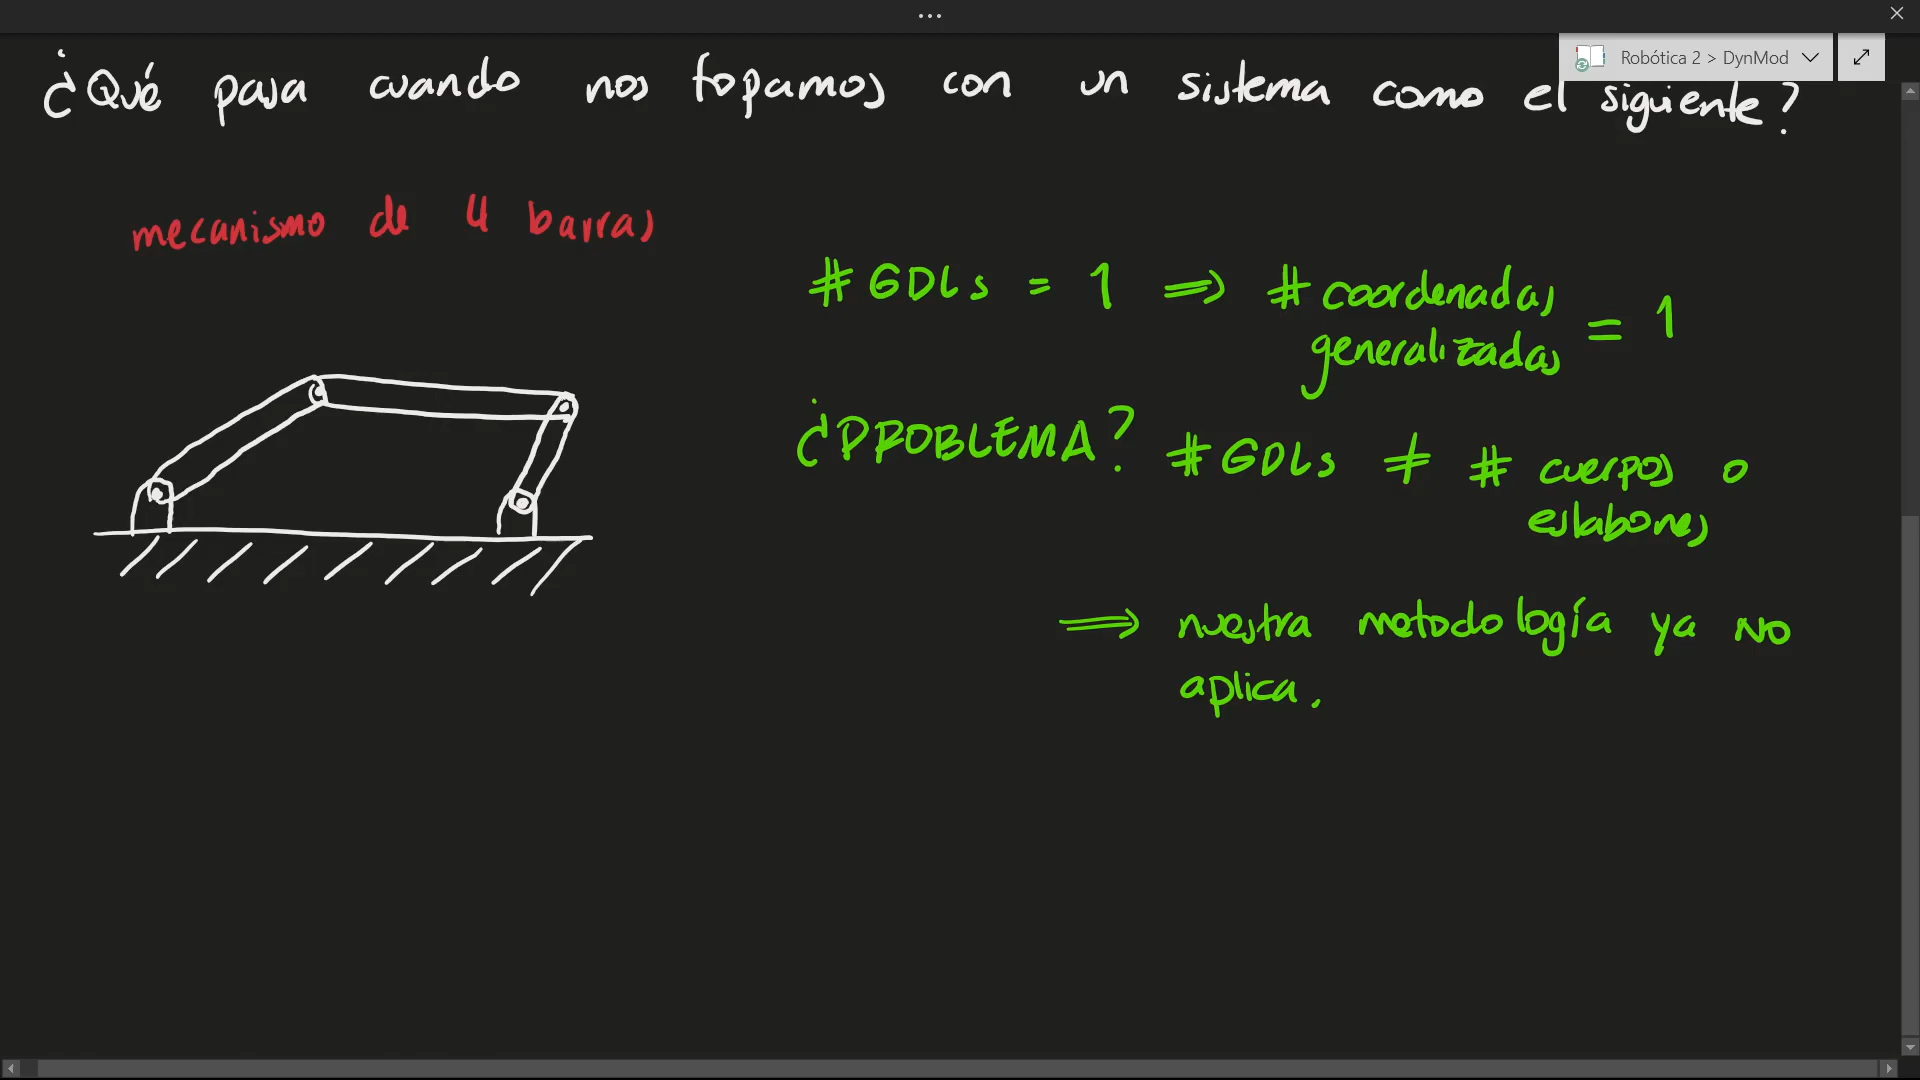 ...
Robótica 2 > DynMod
¿Qué pasa cuando nos topamos con un sistema como el siguiente?
mecanismo de 4 barras
# GDLs = 1 ⟹ # coordenadas
generalizadas = 1
¿PROBLEMA? # GDLs ≠ # cuerpos o
eslabones
⟹ nuestra metodología ya NO
aplica.